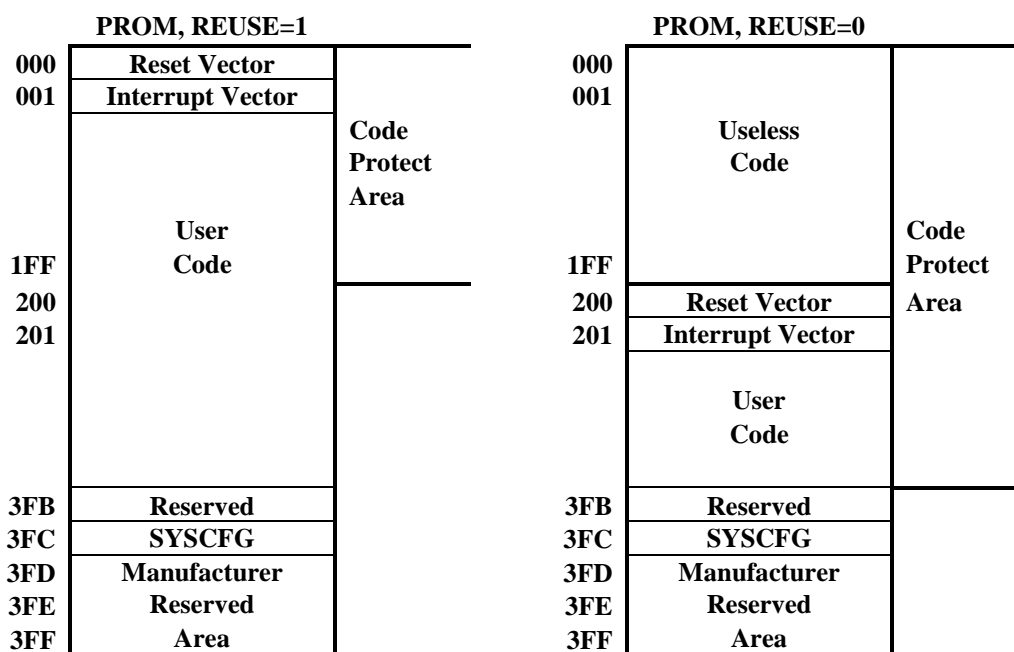 PROM, REUSE=1
000 Reset Vector
001 Interrupt Vector
Code
Protect
Area
User
1FF Code
200
201
3FB Reserved
3FC SYSCFG
3FD Manufacturer
3FE Reserved
3FF Area
PROM, REUSE=0
000
001
Useless
Code
Code
1FF Protect
200 Reset Vector Area
201 Interrupt Vector
User
Code
3FB Reserved
3FC SYSCFG
3FD Manufacturer
3FE Reserved
3FF Area